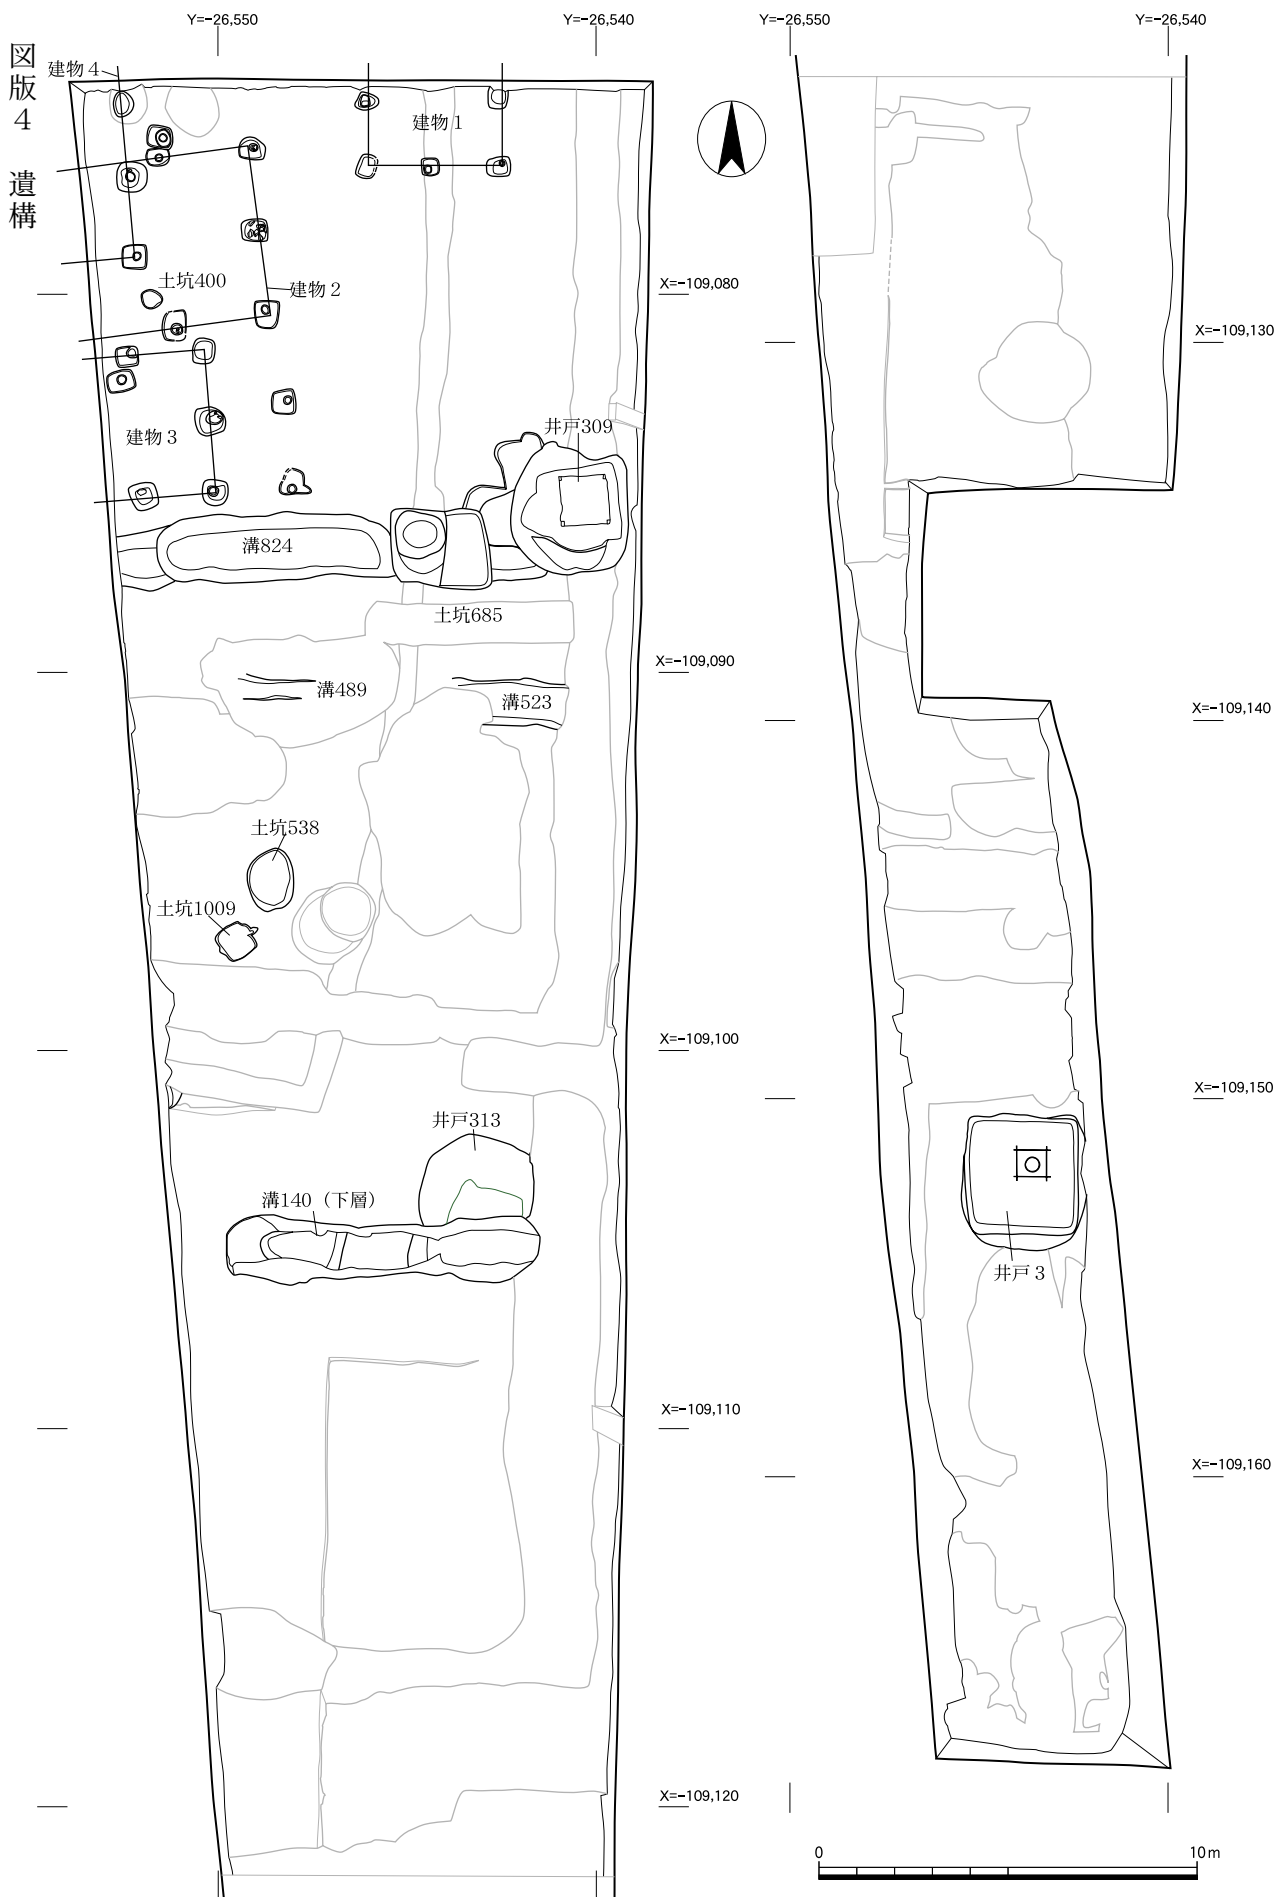 図版4 遺構
Y=-26,550
Y=-26,540
Y=-26,550
Y=-26,540
建物4
建物1
土坑400
建物2
X=-109,080
X=-109,130
建物3
井戸309
溝824
土坑685
X=-109,090
溝489
溝523
X=-109,140
土坑538
土坑1009
X=-109,100
X=-109,150
井戸313
溝140（下層）
井戸3
X=-109,110
X=-109,160
X=-109,120
0
10m